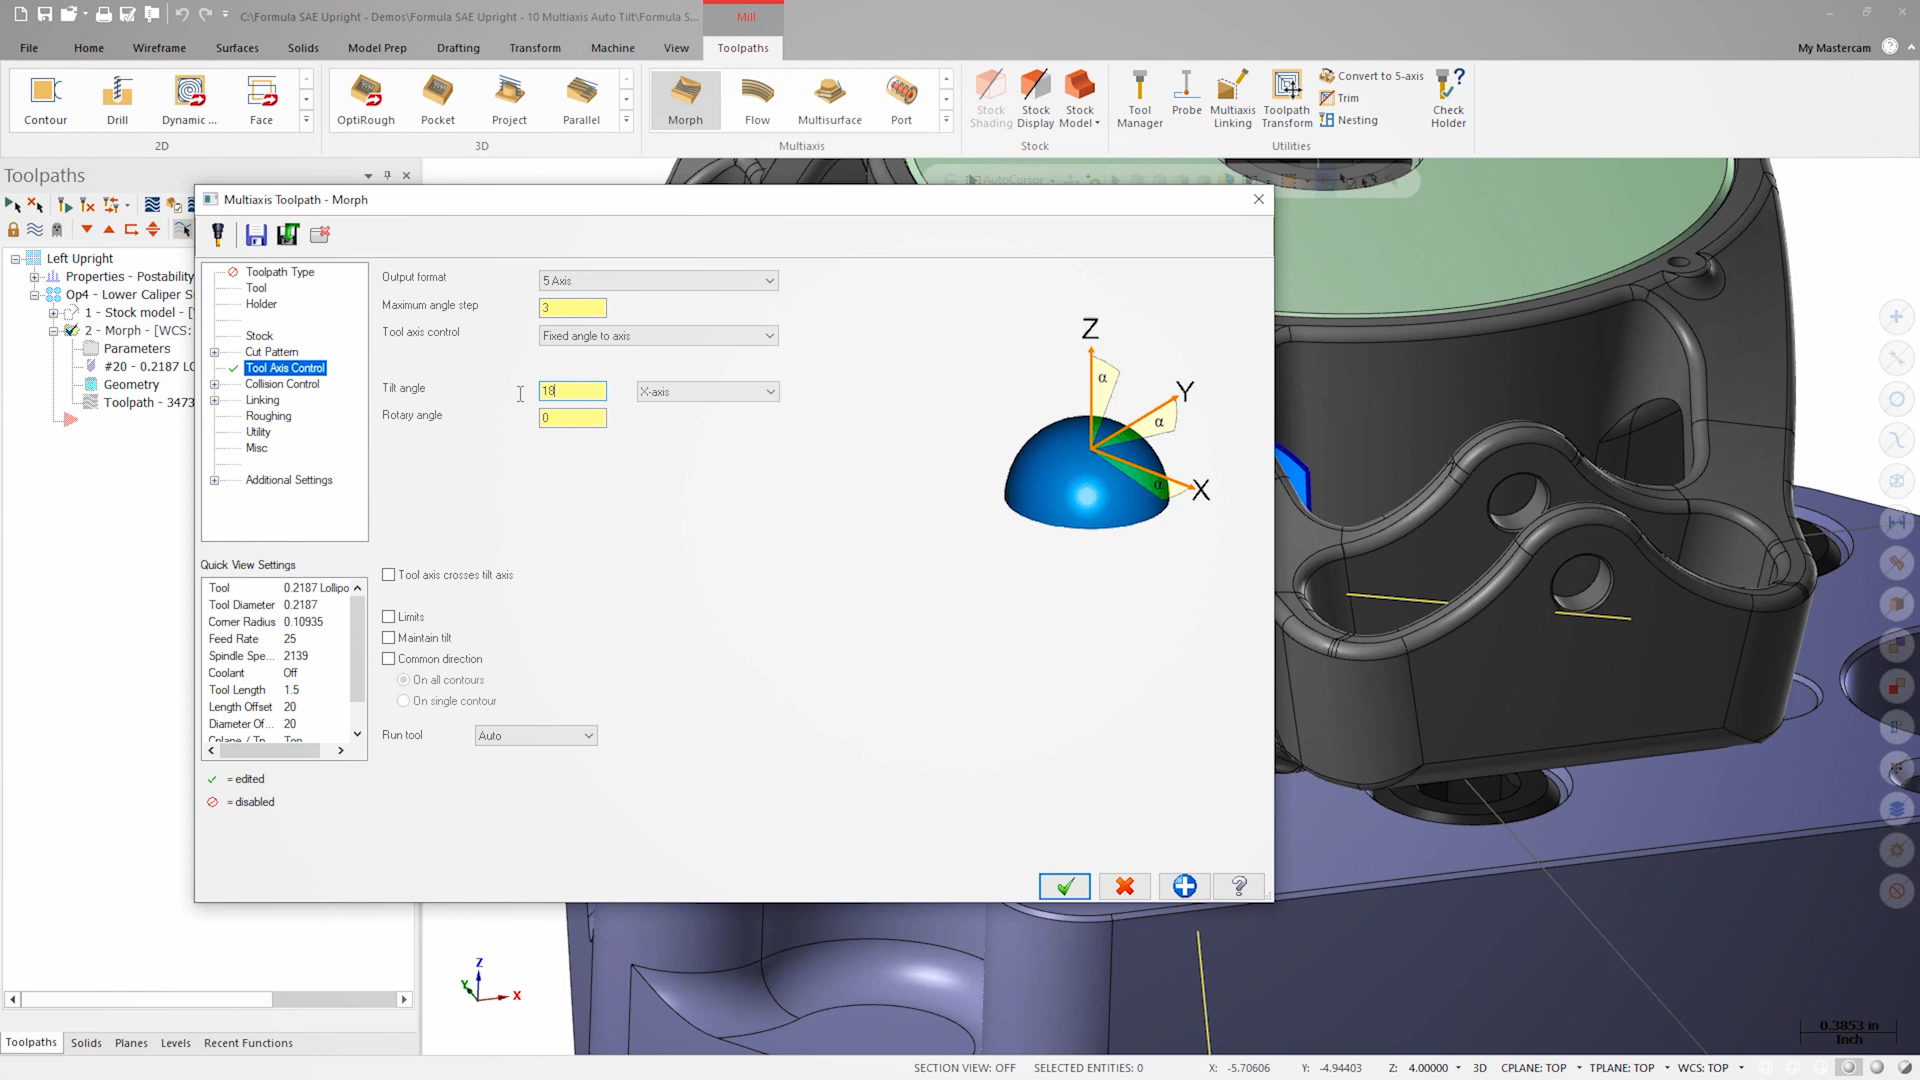 C:\Formula SAE Upright - Demos\Formula SAE Upright - 10 Multiaxis Auto Tilt\Formula S...
Mill
File Home Wireframe Surfaces Solids Model Prep Drafting Transform Machine View Toolpaths
My Mastercam
Contour Drill Dynamic ... Face
OptiRough Pocket Project Parallel
Morph Flow Multisurface Port
Stock Shading
Stock Display
Stock Model
Tool Manager
Probe
Multiaxis Linking
Toolpath Transform
Convert to 5-axis
Trim
Nesting
Check Holder
2D 3D Multiaxis Stock Utilities
Toolpaths
AutoCursor
Left Upright
Properties - Postability
Op4 - Lower Caliper S
1 - Stock model - [
2 - Morph - [WCS:
Parameters
#20 - 0.2187 LO
Geometry
Toolpath - 3473
Multiaxis Toolpath - Morph
Toolpath Type
Tool
Holder
Stock
Cut Pattern
Tool Axis Control
Collision Control
Linking
Roughing
Utility
Misc
Additional Settings
Output format 5 Axis
Maximum angle step 3
Tool axis control Fixed angle to axis
Tilt angle 18 X-axis
Rotary angle 0
Z
Y
X
α
α
α
Quick View Settings
Tool 0.2187 Lollipo
Tool Diameter 0.2187
Corner Radius 0.10935
Feed Rate 25
Spindle Spe... 2139
Coolant Off
Tool Length 1.5
Length Offset 20
Diameter Of... 20
Cplane / Tp... Top
= edited
= disabled
Tool axis crosses tilt axis
Limits
Maintain tilt
Common direction
On all contours
On single contour
Run tool Auto
Z
Y
X
0.3853 in
Inch
Toolpaths Solids Planes Levels Recent Functions
SECTION VIEW: OFF SELECTED ENTITIES: 0 X: -5.70606 Y: -4.94403 Z: 4.00000 3D CPLANE: TOP TPLANE: TOP WCS: TOP